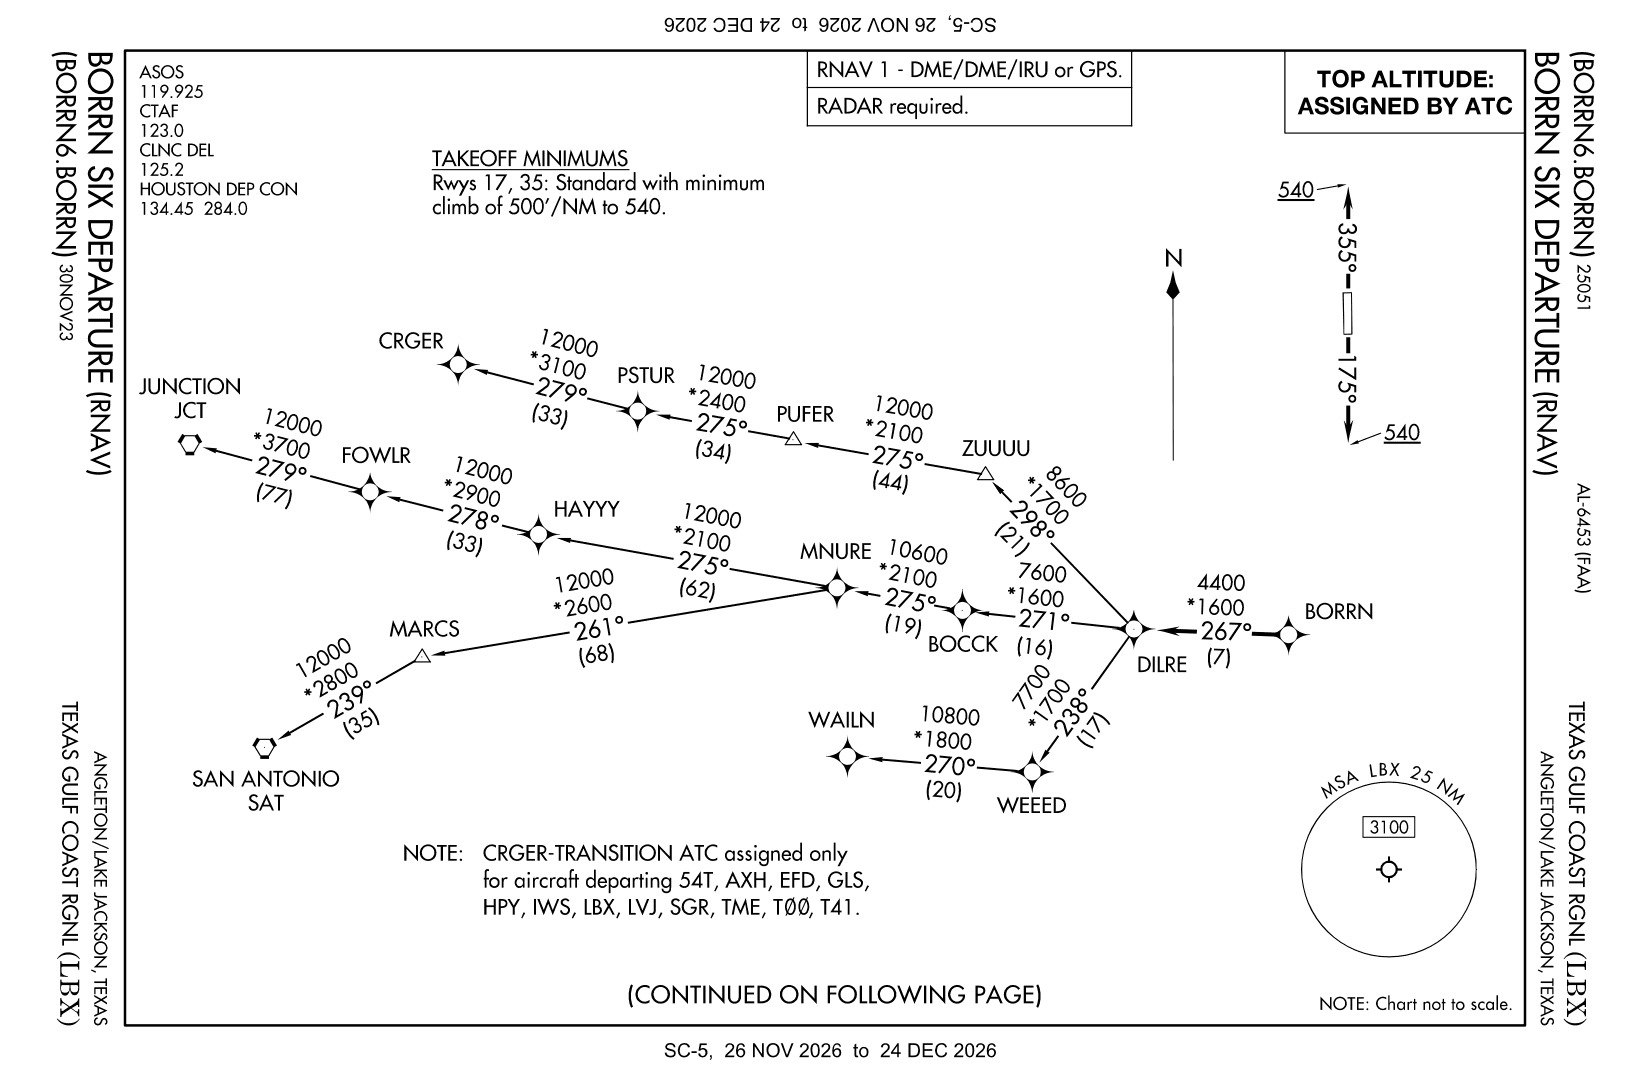 SC-5, 26 NOV 2026 to 24 DEC 2026
(BORRN6.BORRN) 30NOV23
BORRN SIX DEPARTURE (RNAV)
TEXAS GULF COAST RGNL (LBX)
ANGLETON/LAKE JACKSON, TEXAS
ASOS
119.925
CTAF
123.0
CLNC DEL
125.2
HOUSTON DEP CON
134.45 284.0
TAKEOFF MINIMUMS
Rwys 17, 35: Standard with minimum
climb of 500'/NM to 540.
RNAV 1 - DME/DME/IRU or GPS.
RADAR required.
TOP ALTITUDE:
ASSIGNED BY ATC
540
355°
175°
540
N
CRGER
12000
*3100
279°
(33)
PSTUR
12000
*2400
275°
(34)
PUFER
12000
*2100
275°
(44)
ZUUUU
8600
*1700
298°
(21)
JUNCTION
JCT
12000
*3700
279°
(77)
FOWLR
12000
*2900
278°
(33)
HAYYY
12000
*2100
275°
(62)
MNURE
10600
*2100
275°
(19)
BOCCK
7600
*1600
271°
(16)
DILRE
4400
*1600
267°
(7)
BORRN
12000
*2600
261°
(68)
MARCS
12000
*2800
239°
(35)
SAN ANTONIO
SAT
7700
*1700
238°
(17)
WAILN
10800
*1800
270°
(20)
WEEED
NOTE: CRGER-TRANSITION ATC assigned only
for aircraft departing 54T, AXH, EFD, GLS,
HPY, IWS, LBX, LVJ, SGR, TME, TØØ, T41.
MSA LBX 25 NM
3100
(CONTINUED ON FOLLOWING PAGE)
NOTE: Chart not to scale.
BORRN SIX DEPARTURE (RNAV)
(BORRN6.BORRN) 25051
AL-6453 (FAA)
TEXAS GULF COAST RGNL (LBX)
ANGLETON/LAKE JACKSON, TEXAS
SC-5, 26 NOV 2026 to 24 DEC 2026